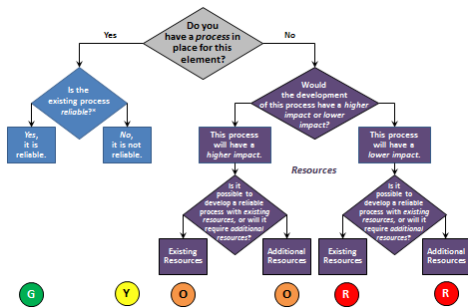 Do you
have a process in
place for this
element?
Yes
No
Is the
existing process
reliable?*
Would
the development
of this process have a higher
impact or lower
impact?
Yes,
it is
reliable.
No,
it is not
reliable.
This process
will have a
higher impact.
This process
will have a
lower impact.
Resources
Is it
possible to
develop a reliable
process with existing
resources, or will it
require additional
resources?
Is it
possible to
develop a reliable
process with existing
resources, or will it
require additional
resources?
Existing
Resources
Additional
Resources
Existing
Resources
Additional
Resources
G
Y
O
O
R
R